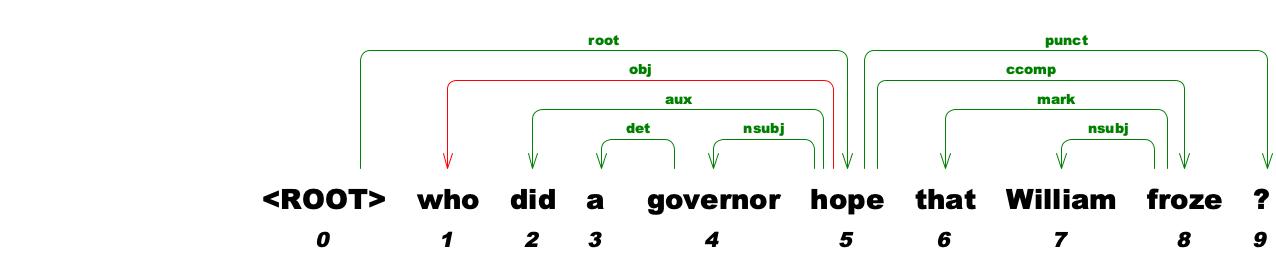 root punct
obj ccomp
aux mark
det nsubj nsubj
<ROOT> who did a governor hope that William froze ?
0 1 2 3 4 5 6 7 8 9